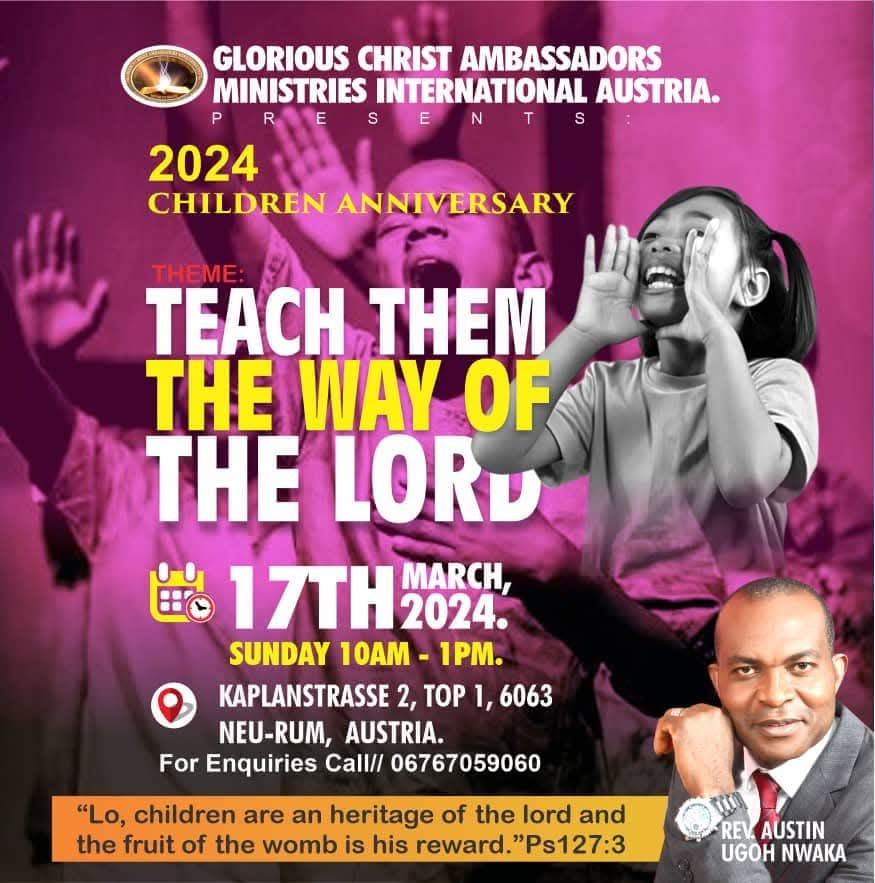 GLORIOUS CHRIST AMBASSADORS
MINISTRIES INTERNATIONAL AUSTRIA.
PRESENTS:
2024
CHILDREN ANNIVERSARY
THEME:
TEACH THEM
THE WAY OF
THE LORD
17TH MARCH, 2024.
SUNDAY 10AM - 1PM.
KAPLANSTRASSE 2, TOP 1, 6063
NEU-RUM, AUSTRIA.
For Enquiries Call// 06767059060
“Lo, children are an heritage of the lord and
the fruit of the womb is his reward.”Ps127:3
REV. AUSTIN
UGOH NWAKA